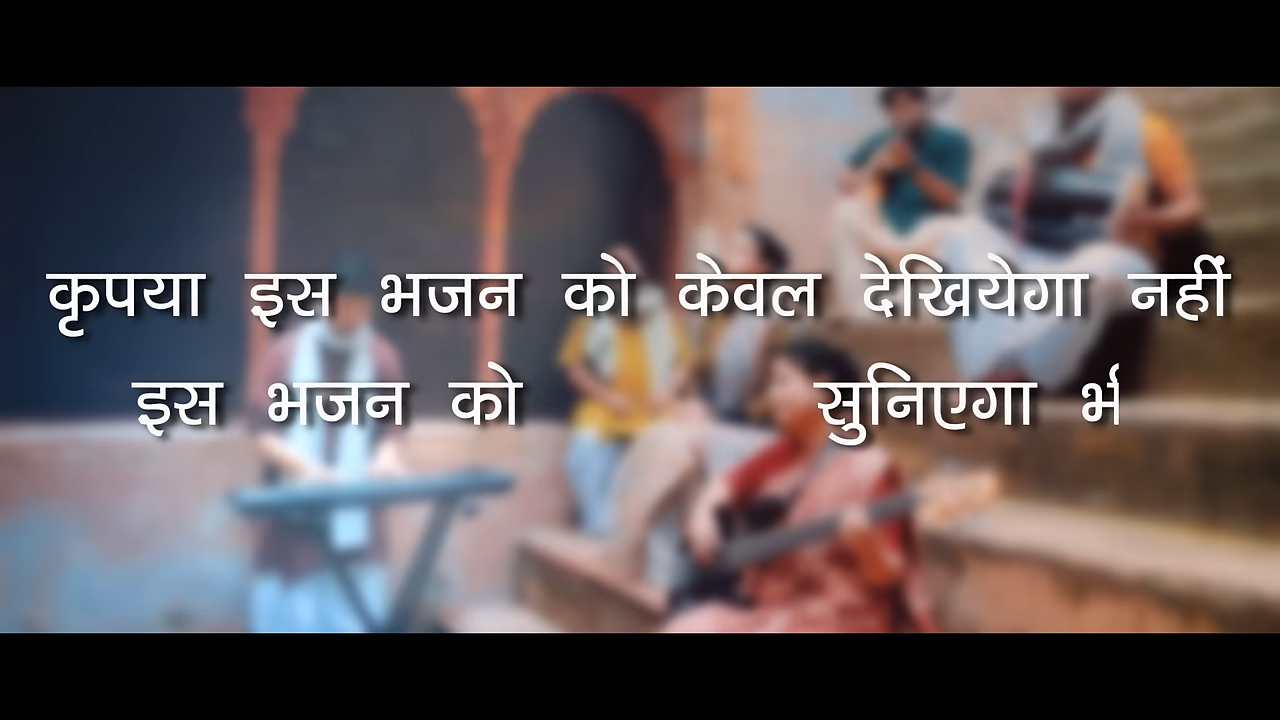 कृपया इस भजन को केवल देखियेगा नहीं
इस भजन को सुनिएगा